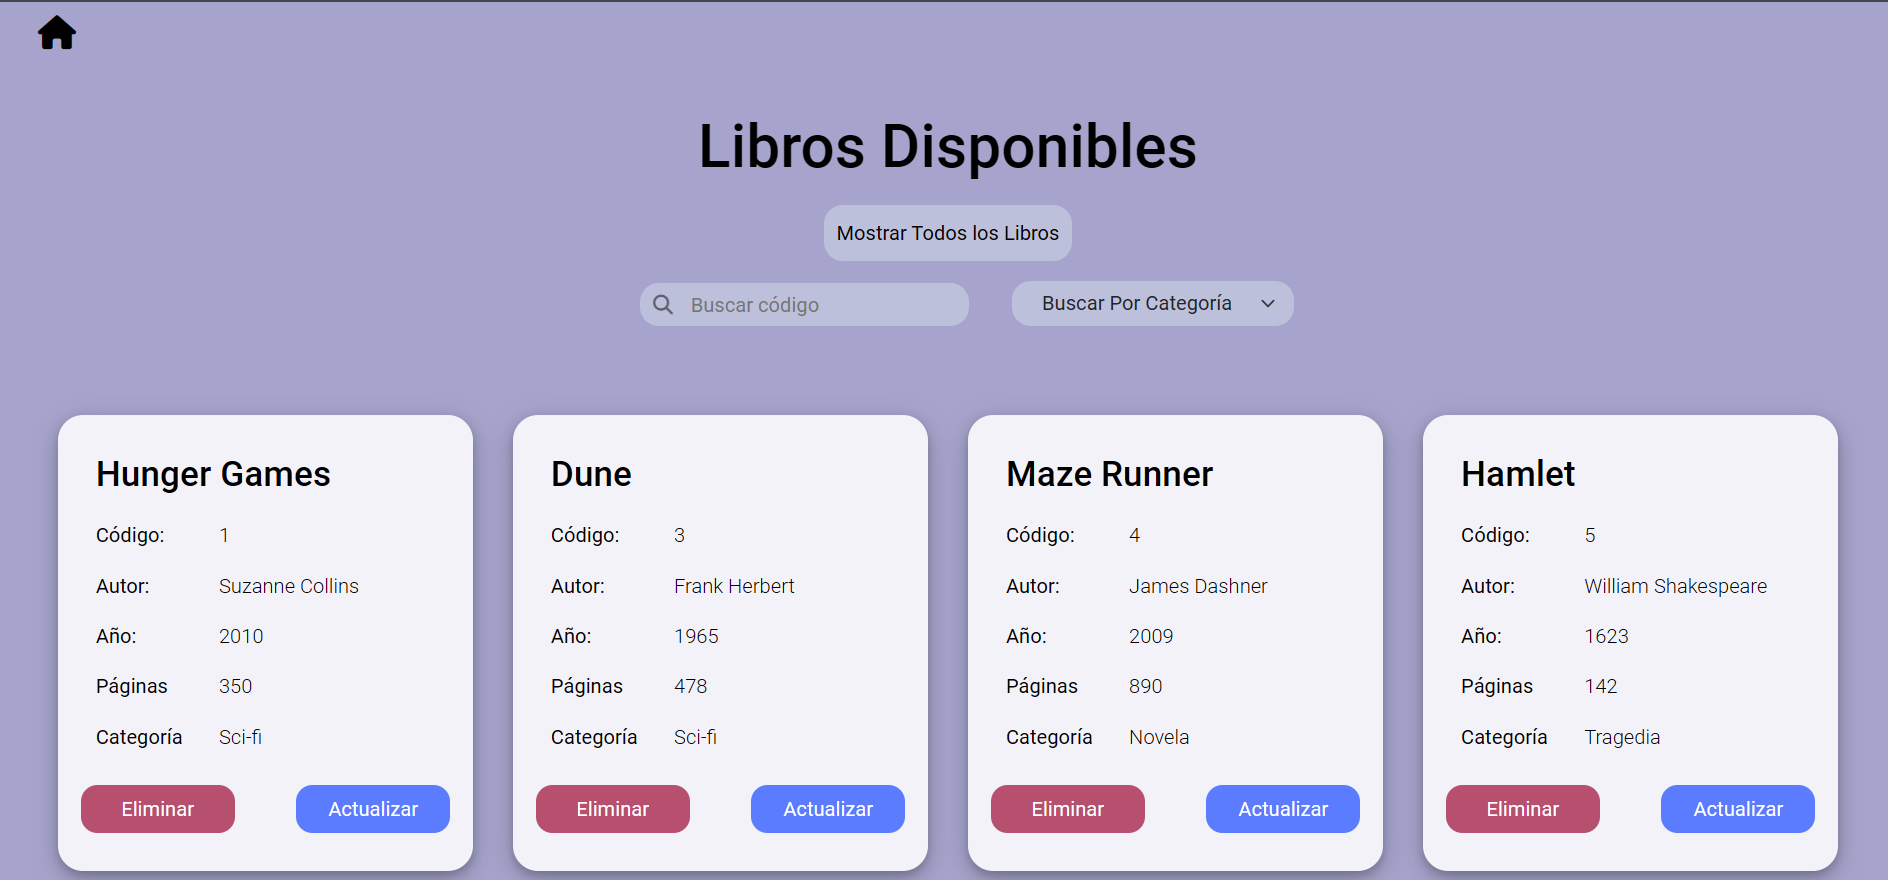 Libros Disponibles
Mostrar Todos los Libros
Buscar código
Buscar Por Categoría
Hunger Games
Código: 1
Autor: Suzanne Collins
Año: 2010
Páginas 350
Categoría Sci-fi
Eliminar Actualizar
Dune
Código: 3
Autor: Frank Herbert
Año: 1965
Páginas 478
Categoría Sci-fi
Eliminar Actualizar
Maze Runner
Código: 4
Autor: James Dashner
Año: 2009
Páginas 890
Categoría Novela
Eliminar Actualizar
Hamlet
Código: 5
Autor: William Shakespeare
Año: 1623
Páginas 142
Categoría Tragedia
Eliminar Actualizar